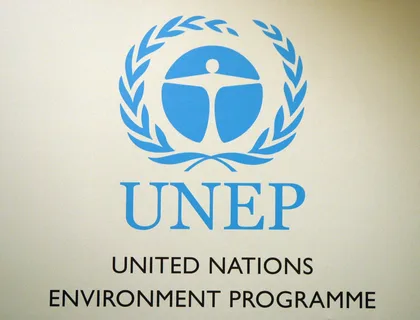 UNEP
UNITED NATIONS
ENVIRONMENT PROGRAMME